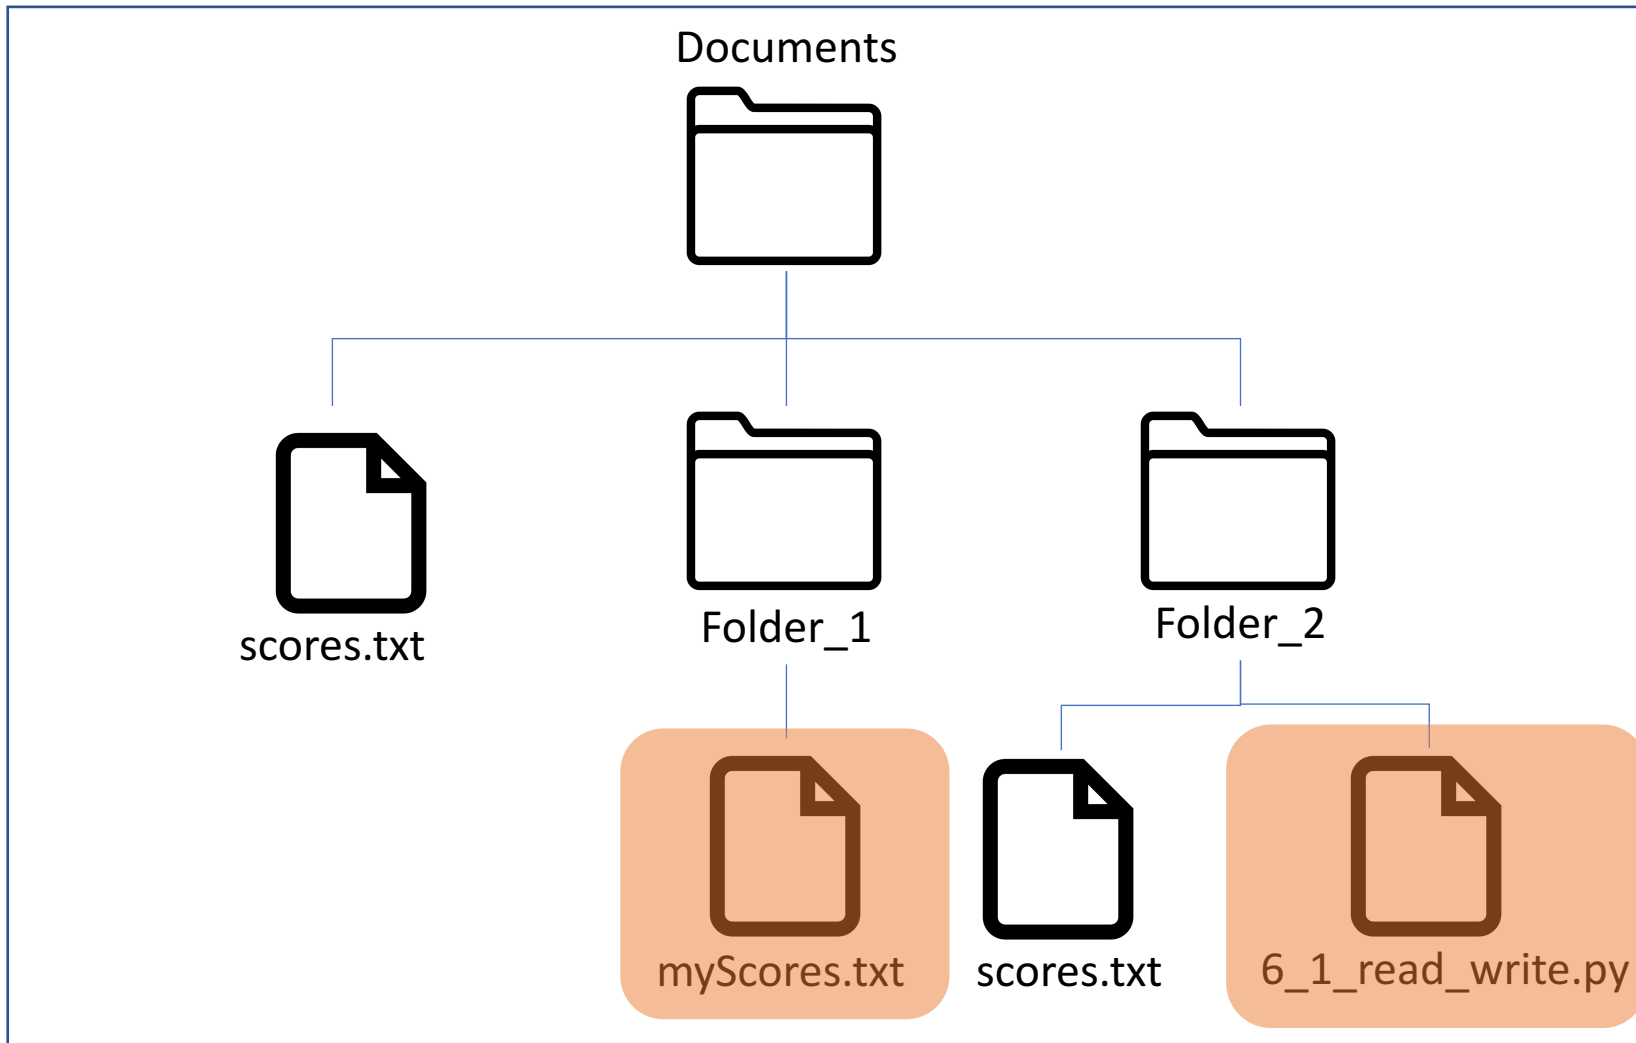 Documents
scores.txt
Folder_1
Folder_2
myScores.txt
scores.txt
6_1_read_write.py